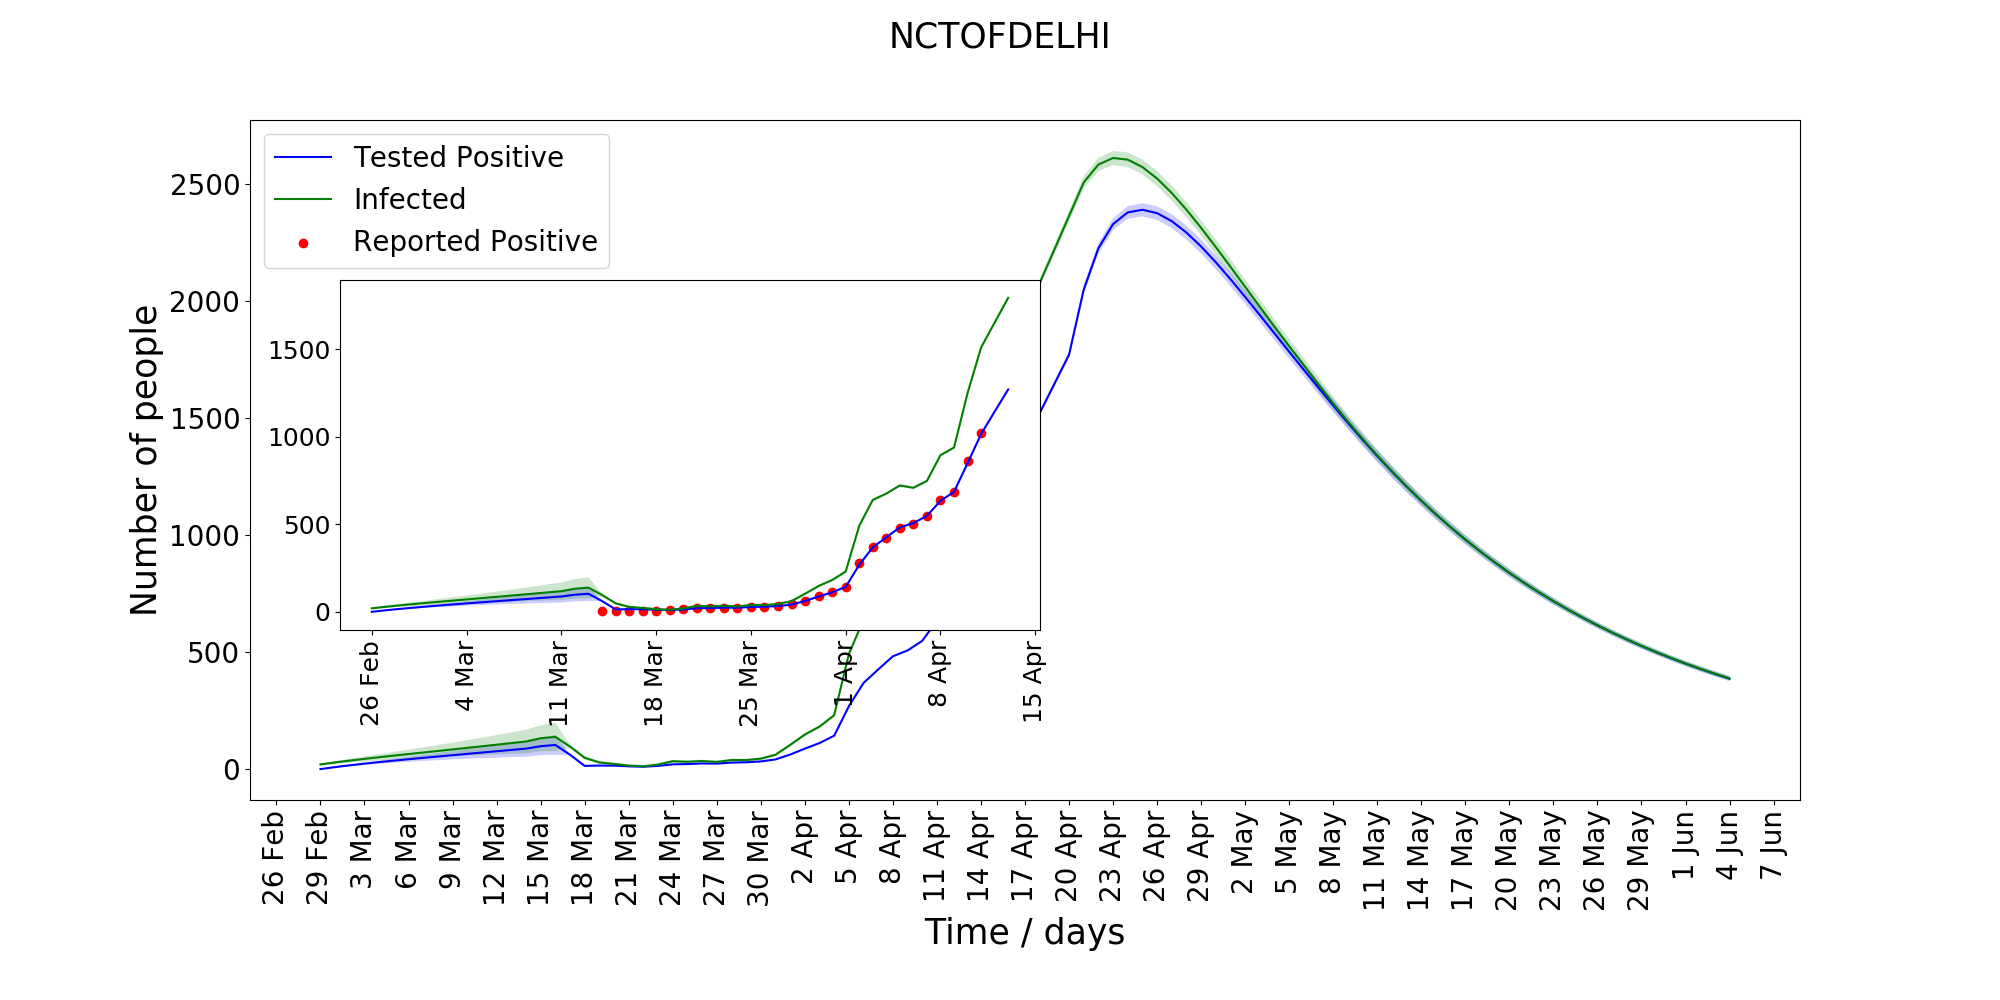 NCTOFDELHI
Tested Positive
Infected
Reported Positive
Number of people
2500
2000
1500
1000
500
0
1500
1000
500
0
26 Feb
4 Mar
11 Mar
18 Mar
25 Mar
1 Apr
8 Apr
15 Apr
26 Feb
29 Feb
3 Mar
6 Mar
9 Mar
12 Mar
15 Mar
18 Mar
21 Mar
24 Mar
27 Mar
30 Mar
2 Apr
5 Apr
8 Apr
11 Apr
14 Apr
17 Apr
20 Apr
23 Apr
26 Apr
29 Apr
2 May
5 May
8 May
11 May
14 May
17 May
20 May
23 May
26 May
29 May
1 Jun
4 Jun
7 Jun
Time / days